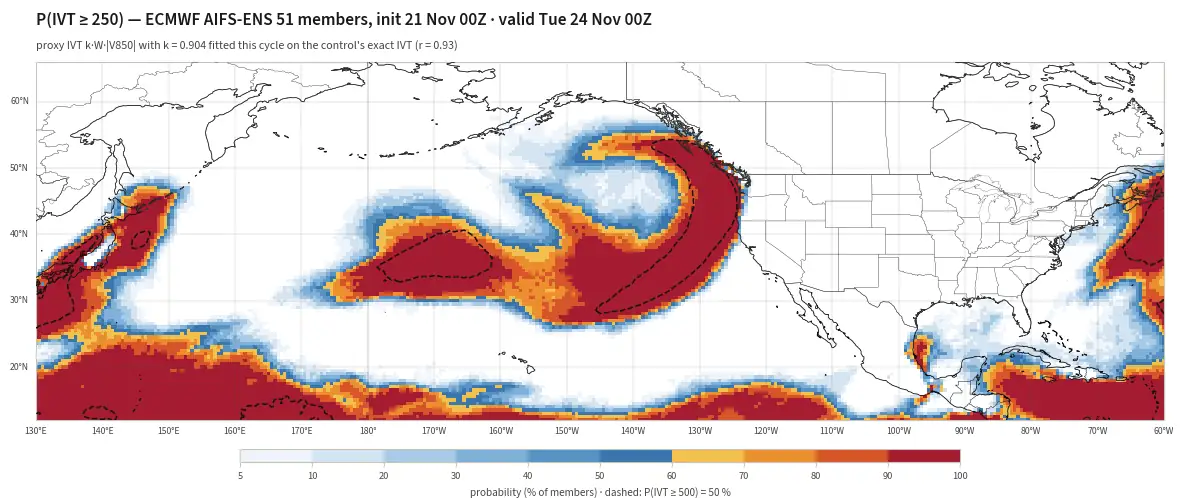 P(IVT ≥ 250) — ECMWF AIFS-ENS 51 members, init 21 Nov 00Z · valid Tue 24 Nov 00Z
proxy IVT k·W·|V850| with k = 0.904 fitted this cycle on the control's exact IVT (r = 0.93)
60°N
50°N
40°N
30°N
20°N
130°E 140°E 150°E 160°E 170°E 180° 170°W 160°W 150°W 140°W 130°W 120°W 110°W 100°W 90°W 80°W 70°W 60°W
5 10 20 30 40 50 60 70 80 90 100
probability (% of members) · dashed: P(IVT ≥ 500) = 50 %